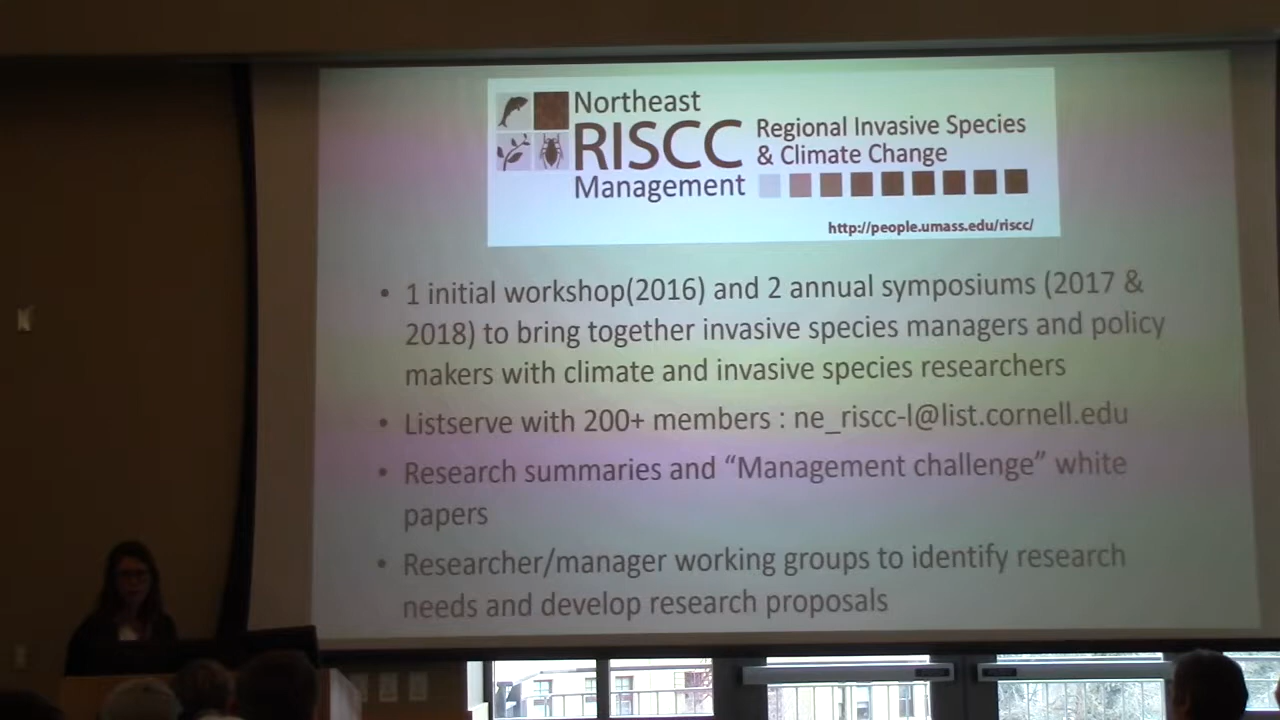 Northeast
RISCC
Management
Regional Invasive Species
& Climate Change
http://people.umass.edu/riscc/
• 1 initial workshop(2016) and 2 annual symposiums (2017 &
2018) to bring together invasive species managers and policy
makers with climate and invasive species researchers
• Listserve with 200+ members : ne_riscc-l@list.cornell.edu
• Research summaries and “Management challenge” white
papers
• Researcher/manager working groups to identify research
needs and develop research proposals